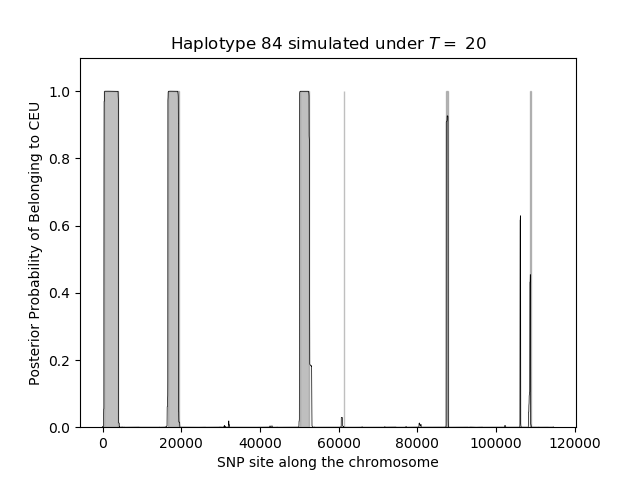 Haplotype 84 simulated under T = 20
Posterior Probability of Belonging to CEU
1.0
0.8
0.6
0.4
0.2
0.0
0 20000 40000 60000 80000 100000 120000
SNP site along the chromosome